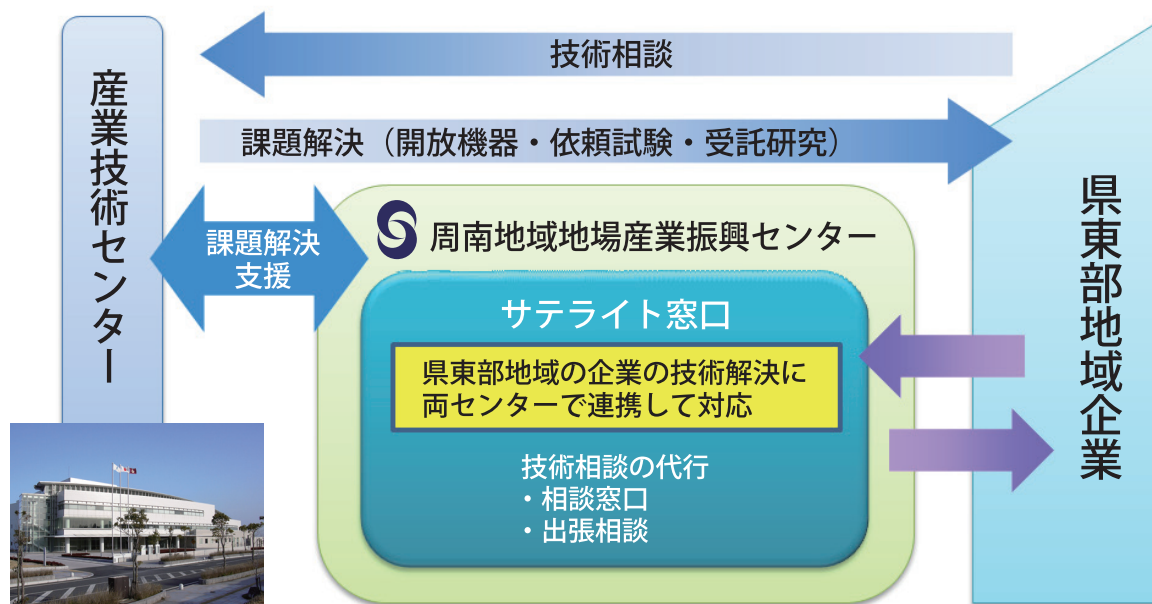 技術相談
課題解決（開放機器・依頼試験・受託研究）
産業技術センター
課題解決
支援
周南地域地場産業振興センター
サテライト窓口
県東部地域の企業の技術解決に
両センターで連携して対応
技術相談の代行
・相談窓口
・出張相談
県東部地域企業